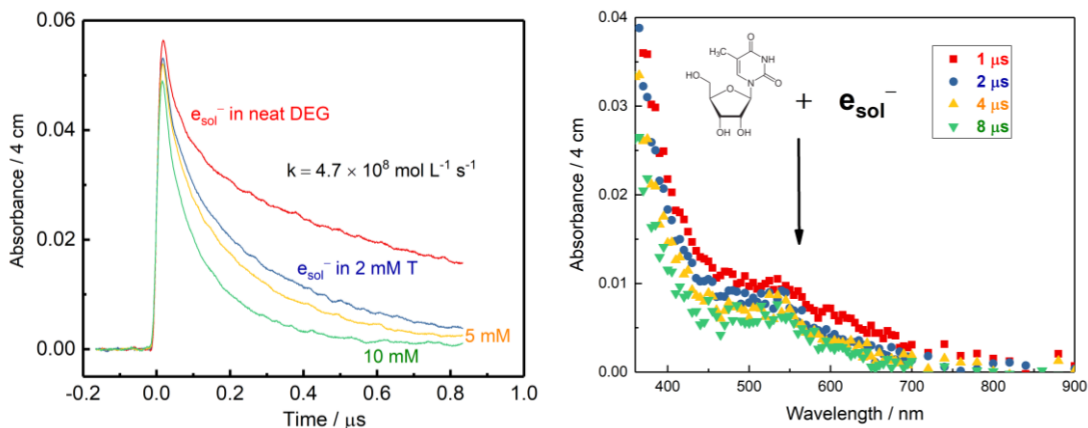 Absorbance / 4 cm
0.06
0.04
0.02
0.00
e_sol⁻ in neat DEG
k = 4.7 × 10⁸ mol L⁻¹ s⁻¹
e_sol⁻ in 2 mM T
5 mM
10 mM
-0.2 0.0 0.2 0.4 0.6 0.8 1.0
Time / μs
Absorbance / 4 cm
0.04
0.03
0.02
0.01
0.00
O
H₃C
NH
N
O
HO
O
OH OH
+ e_sol⁻
1 μs
2 μs
4 μs
8 μs
400 500 600 700 800 900
Wavelength / nm